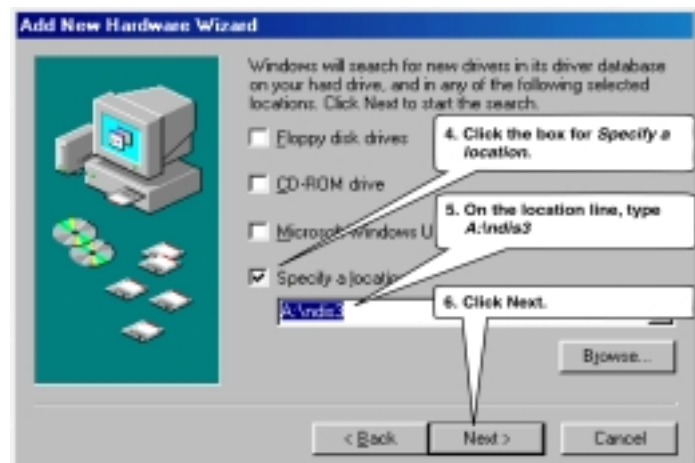 Add New Hardware Wizard
Windows will search for new drivers in its driver database
on your hard drive, and in any of the following selected
locations. Click Next to start the search.
Floppy disk drives
4. Click the box for Specify a
location.
CD-ROM drive
5. On the location line, type
A:\ndis3
Microsoft Windows U
Specify a locatio
6. Click Next.
A:\ndis3
Browse...
< Back
Next >
Cancel